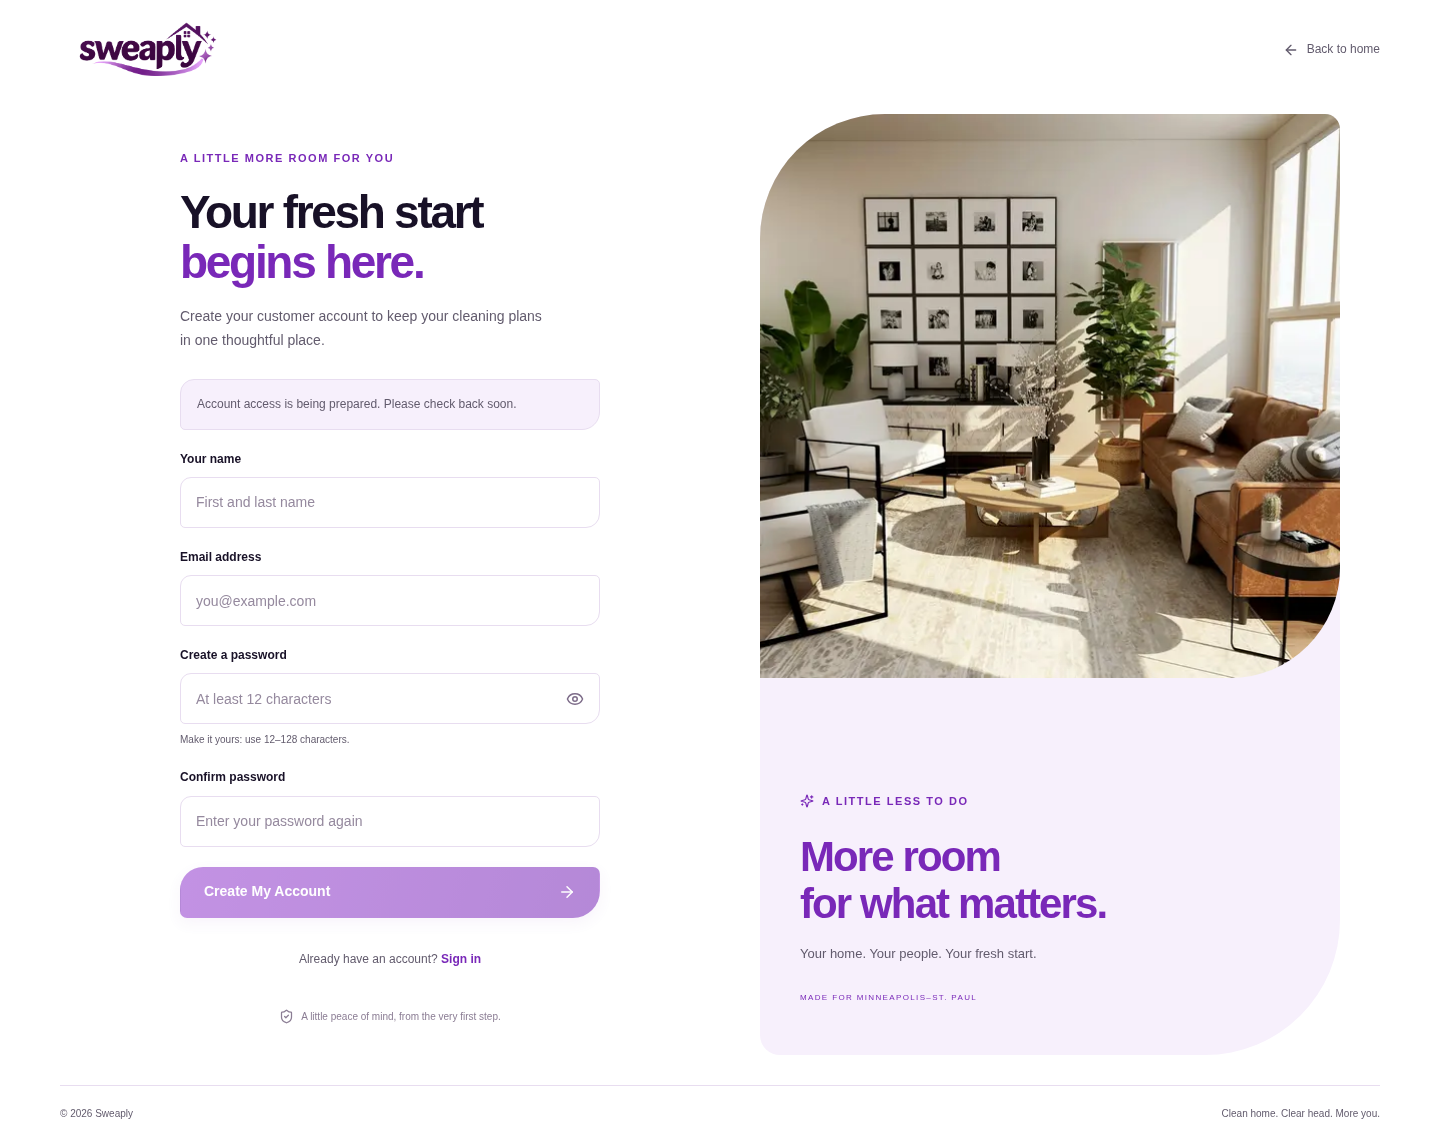 sweaply
Back to home
A LITTLE MORE ROOM FOR YOU
Your fresh start
begins here.
Create your customer account to keep your cleaning plans
in one thoughtful place.
Account access is being prepared. Please check back soon.
Your name
First and last name
Email address
you@example.com
Create a password
At least 12 characters
Make it yours: use 12–128 characters.
Confirm password
Enter your password again
Create My Account
Already have an account? Sign in
A little peace of mind, from the very first step.
A LITTLE LESS TO DO
More room
for what matters.
Your home. Your people. Your fresh start.
MADE FOR MINNEAPOLIS–ST. PAUL
© 2026 Sweaply
Clean home. Clear head. More you.